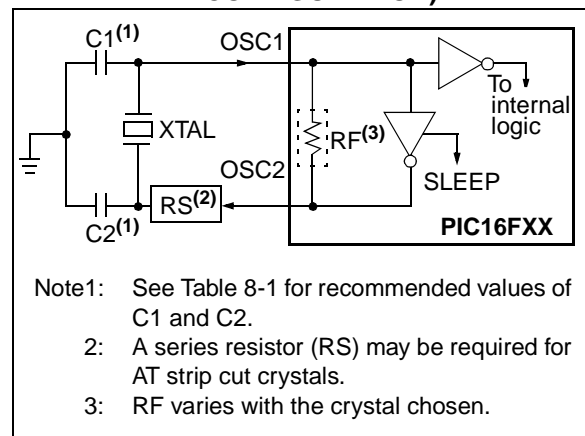 C1(1)
OSC1
To
internal
logic
XTAL
RF(3)
OSC2
SLEEP
RS(2)
C2(1)
PIC16FXX
Note1: See Table 8-1 for recommended values of
C1 and C2.
2: A series resistor (RS) may be required for
AT strip cut crystals.
3: RF varies with the crystal chosen.